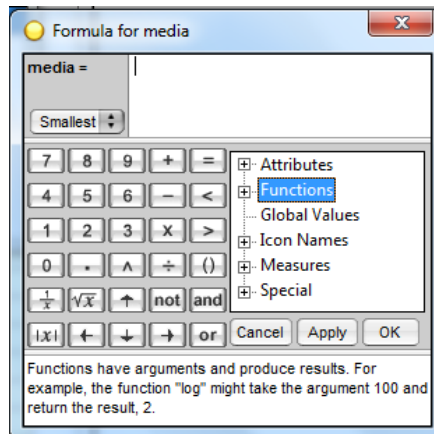 Formula for media
media =
Smallest
7 8 9 + =
4 5 6 − <
1 2 3 x >
0 . ∧ ÷ ()
1/x √x ↑ not and
|x| ← ↓ → or
Attributes
Functions
Global Values
Icon Names
Measures
Special
Cancel Apply OK
Functions have arguments and produce results. For
example, the function "log" might take the argument 100 and
return the result, 2.